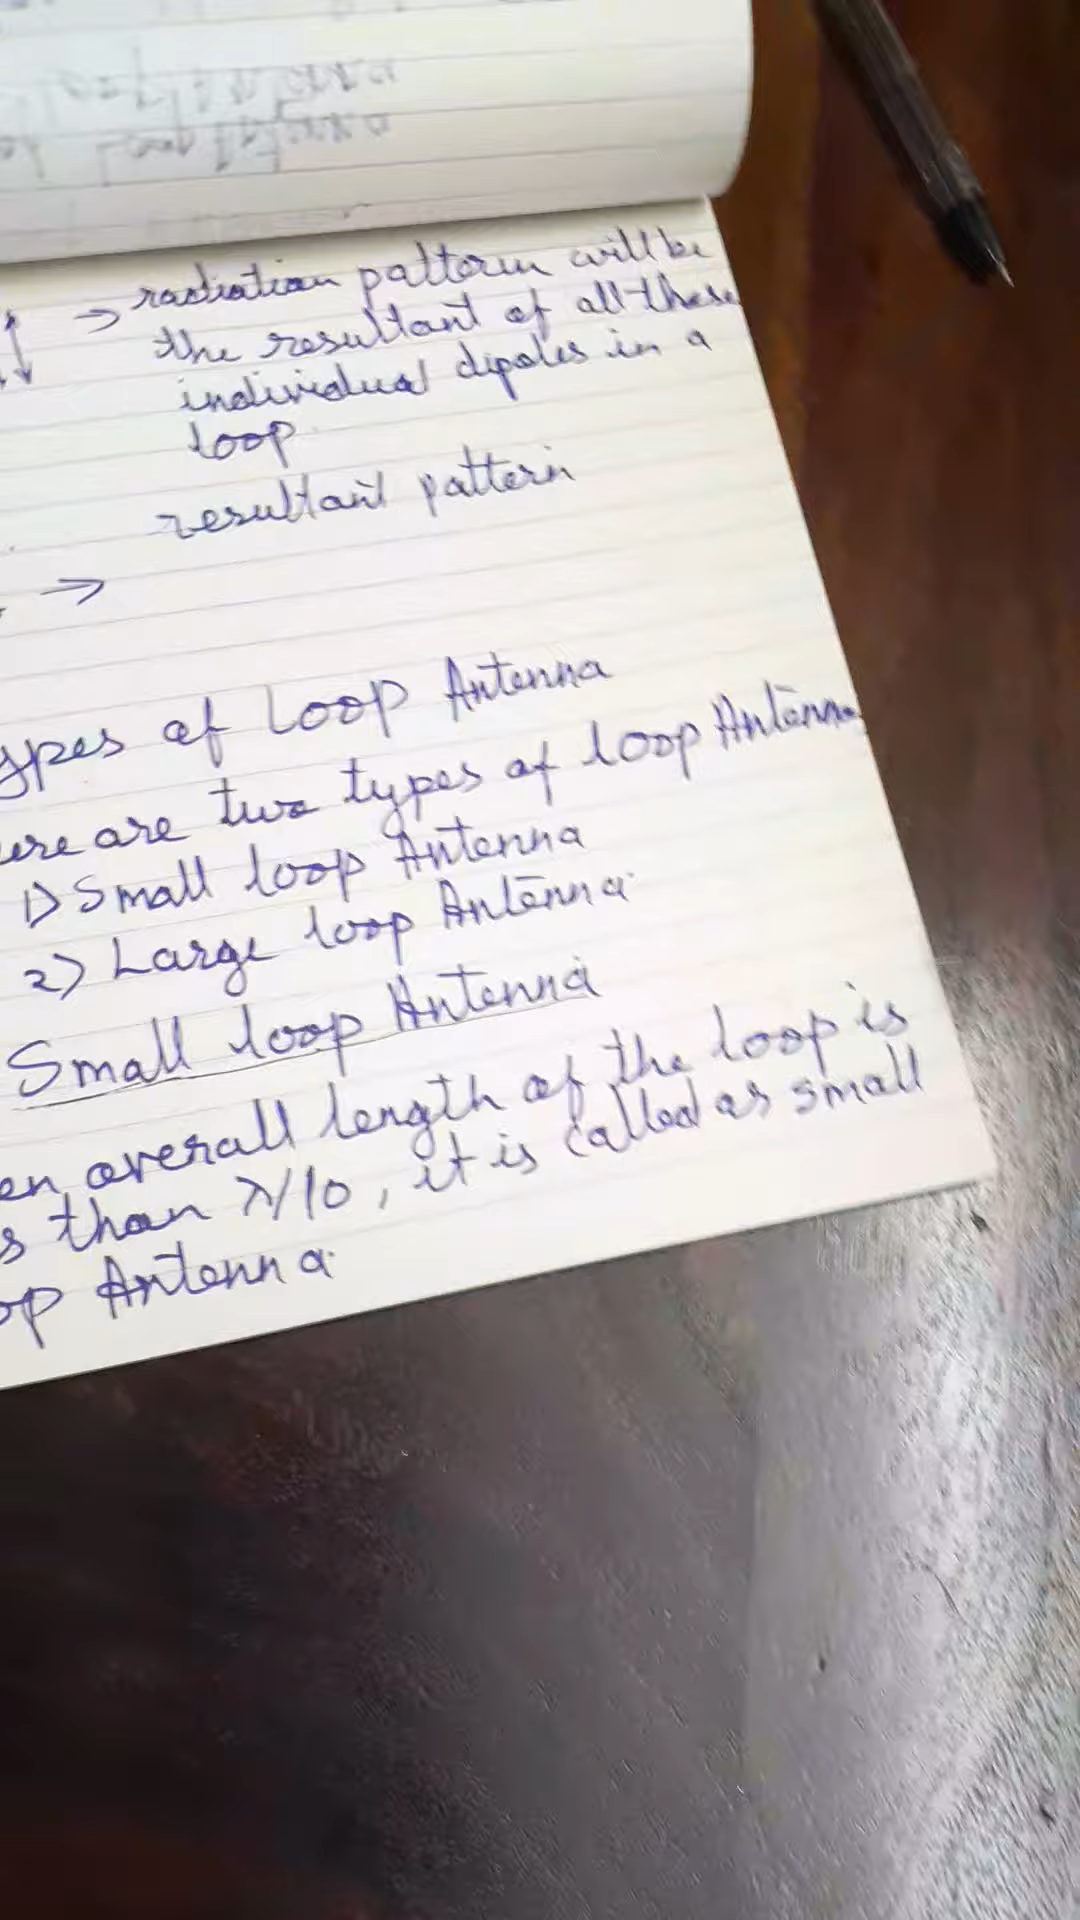 → radiation pattern will be
the resultant of all these
individual dipoles in a
loop.
resultant pattern
→
ypes of Loop Antenna
ere are two types of loop Antenna
1) Small loop Antenna
2) Large loop Antenna
Small loop Antenna
en overall length of the loop is
s than λ/10, it is called as small
op Antenna.